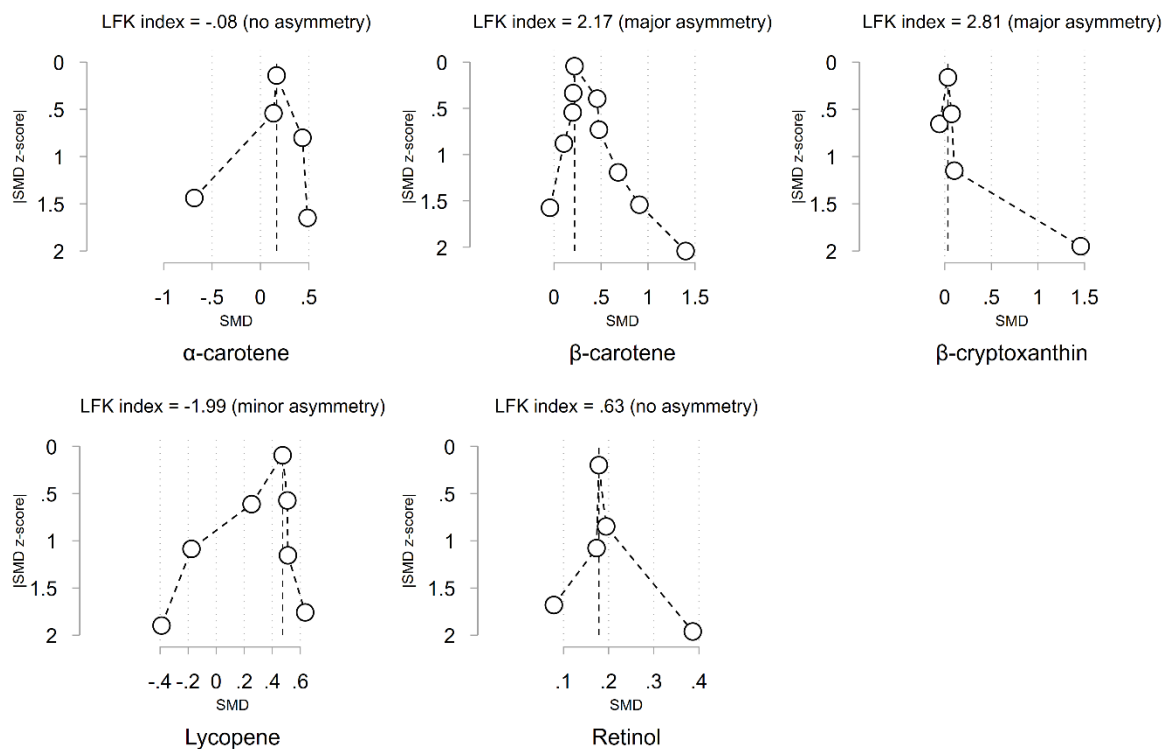 LFK index = -.08 (no asymmetry)
0
.5
1
1.5
2
|SMD z-score|
-1
-.5
0
.5
SMD
α-carotene
LFK index = 2.17 (major asymmetry)
0
.5
1
1.5
2
|SMD z-score|
0
.5
1
1.5
SMD
β-carotene
LFK index = 2.81 (major asymmetry)
0
.5
1
1.5
2
|SMD z-score|
0
.5
1
1.5
SMD
β-cryptoxanthin
LFK index = -1.99 (minor asymmetry)
0
.5
1
1.5
2
|SMD z-score|
-.4
-.2
0
.2
.4
.6
SMD
Lycopene
LFK index = .63 (no asymmetry)
0
.5
1
1.5
2
|SMD z-score|
.1
.2
.3
.4
SMD
Retinol